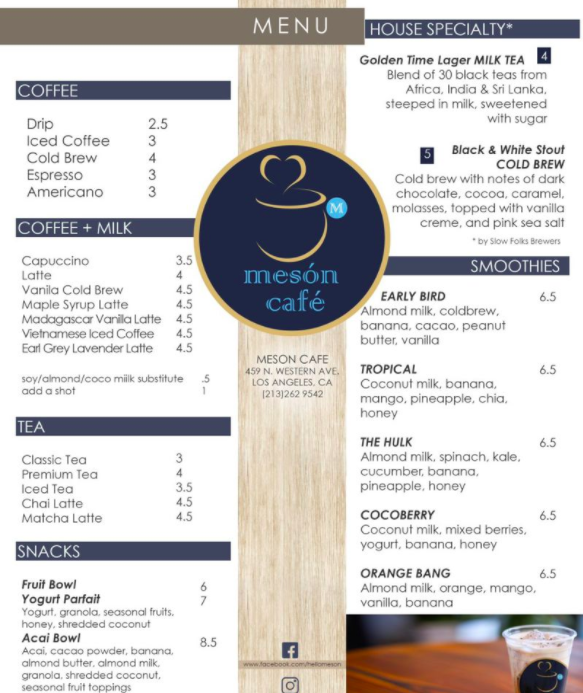 MENU
COFFEE
Drip 2.5
Iced Coffee 3
Cold Brew 4
Espresso 3
Americano 3
COFFEE + MILK
Capuccino 3.5
Latte 4
Vanila Cold Brew 4.5
Maple Syrup Latte 4.5
Madagascar Vanilla Latte 4.5
Vietnamese Iced Coffee 4.5
Earl Grey Lavender Latte 4.5
soy/almond/coco miilk substitute .5
add a shot 1
TEA
Classic Tea 3
Premium Tea 4
Iced Tea 3.5
Chai Latte 4.5
Matcha Latte 4.5
SNACKS
Fruit Bowl 6
Yogurt Parfait 7
Yogurt, granola, seasonal fruits,
honey, shredded coconut
Acai Bowl 8.5
Acai, cacao powder, banana,
almond butter, almond milk,
granola, shredded coconut,
seasonal fruit toppings
M
mesón
café
MESON CAFE
459 N. WESTERN AVE,
LOS ANGELES, CA
(213)262 9542
www.facebook.com/hellomeson
HOUSE SPECIALTY*
Golden Time Lager MILK TEA 4
Blend of 30 black teas from
Africa, India & Sri Lanka,
steeped in milk, sweetened
with sugar
5 Black & White Stout
COLD BREW
Cold brew with notes of dark
chocolate, cocoa, caramel,
molasses, topped with vanilla
creme, and pink sea salt
* by Slow Folks Brewers
SMOOTHIES
EARLY BIRD 6.5
Almond milk, coldbrew,
banana, cacao, peanut
butter, vanilla
TROPICAL 6.5
Coconut milk, banana,
mango, pineapple, chia,
honey
THE HULK 6.5
Almond milk, spinach, kale,
cucumber, banana,
pineapple, honey
COCOBERRY 6.5
Coconut milk, mixed berries,
yogurt, banana, honey
ORANGE BANG 6.5
Almond milk, orange, mango,
vanilla, banana